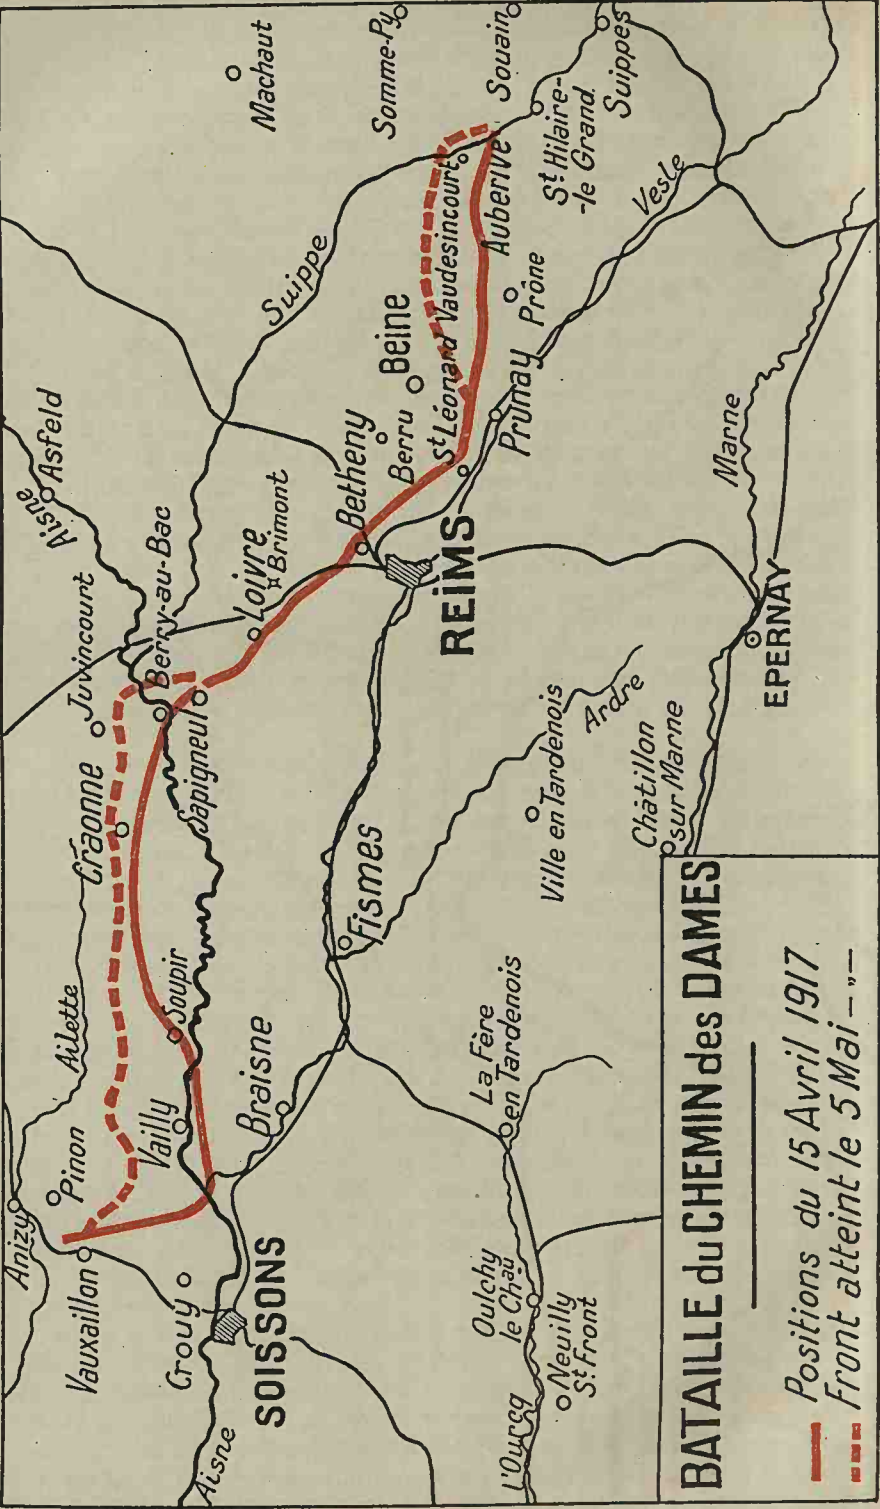 Anizy
Aisne
Asfeld
Pinon
Ailette
Craonne
Juvincourt
Vauxaillon
Vailly
Soupir
Berry-au-Bac
Crouy
Sapigneul
Aisne
SOISSONS
Braisne
Loivre
Brimont
Suippe
Machaut
Fismes
Betheny
Berru
Beine
Somme-Py
REIMS
St Léonard
Vaudesincourt
Auberive
Souain
Prunay
Prône
St Hilaire-
-le Grand
Suippes
Oulchy
le Chau
La Fère
en Tardenois
Ville en Tardenois
Ardre
Vesle
L'Ourcq
Neuilly
St Front
Châtillon
sur Marne
Marne
EPERNAY
BATAILLE du CHEMIN des DAMES
Positions du 15 Avril 1917
Front atteint le 5 Mai —„—